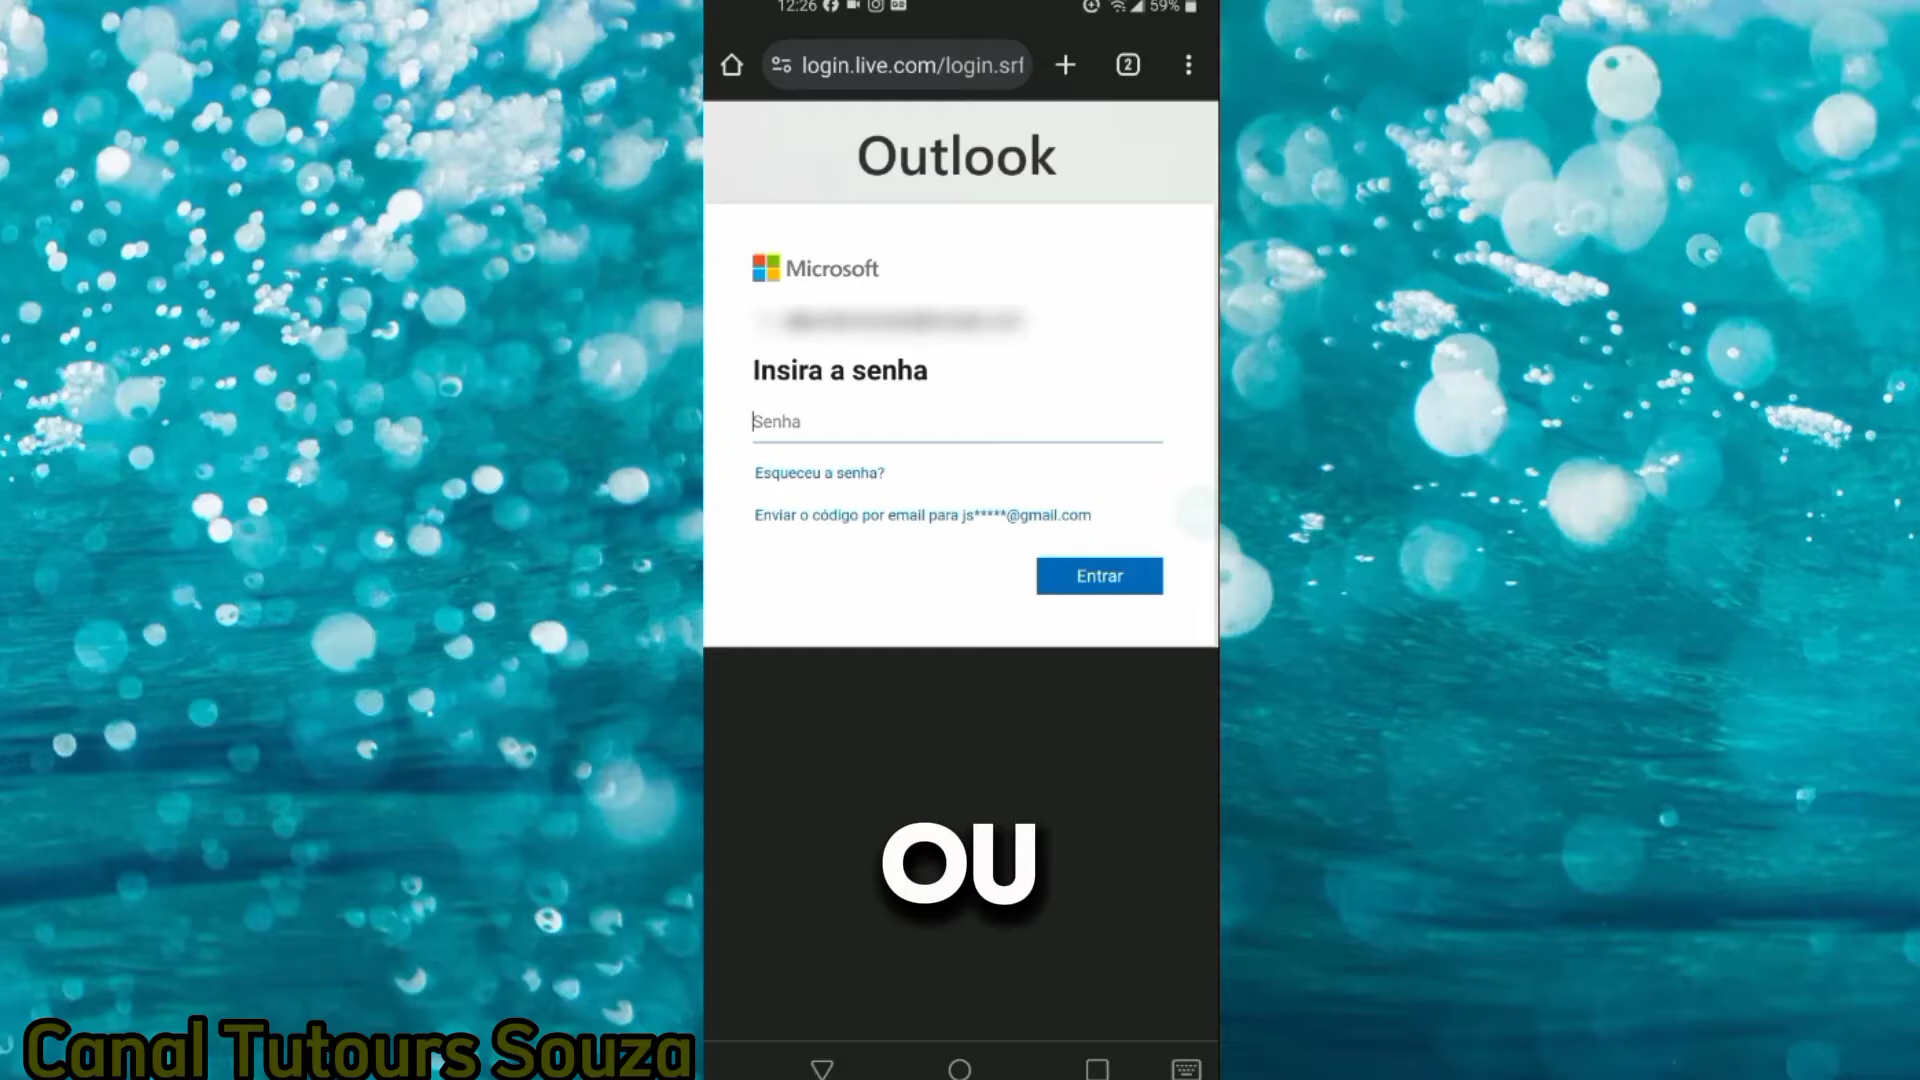 12:26
59%
login.live.com/login.srf
2
Outlook
Microsoft
Insira a senha
Senha
Esqueceu a senha?
Enviar o código por email para js*****@gmail.com
Entrar
OU
Canal Tutours Souza